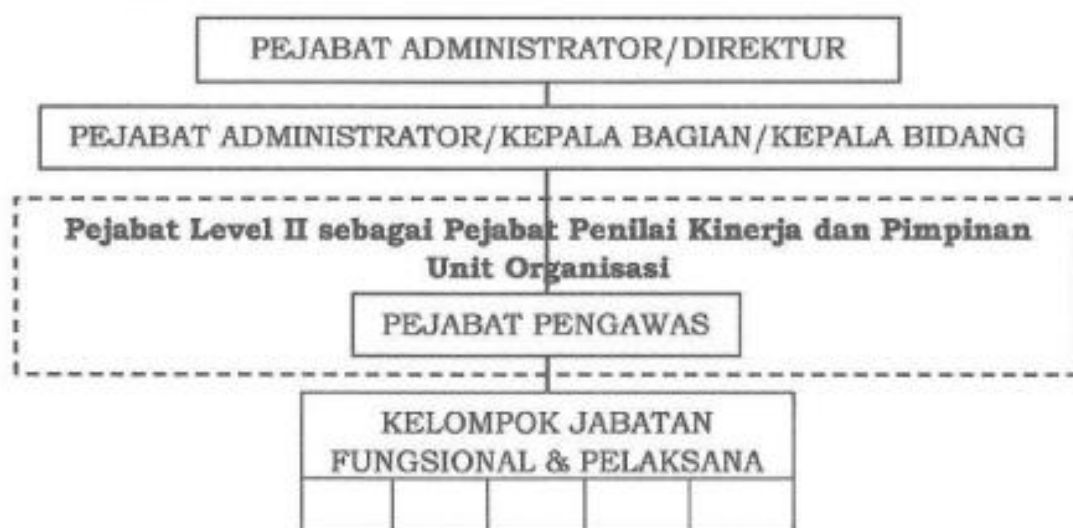 PEJABAT ADMINISTRATOR/DIREKTUR
PEJABAT ADMINISTRATOR/KEPALA BAGIAN/KEPALA BIDANG
Pejabat Level II sebagai Pejabat Penilai Kinerja dan Pimpinan
Unit Organisasi
PEJABAT PENGAWAS
KELOMPOK JABATAN
FUNGSIONAL & PELAKSANA